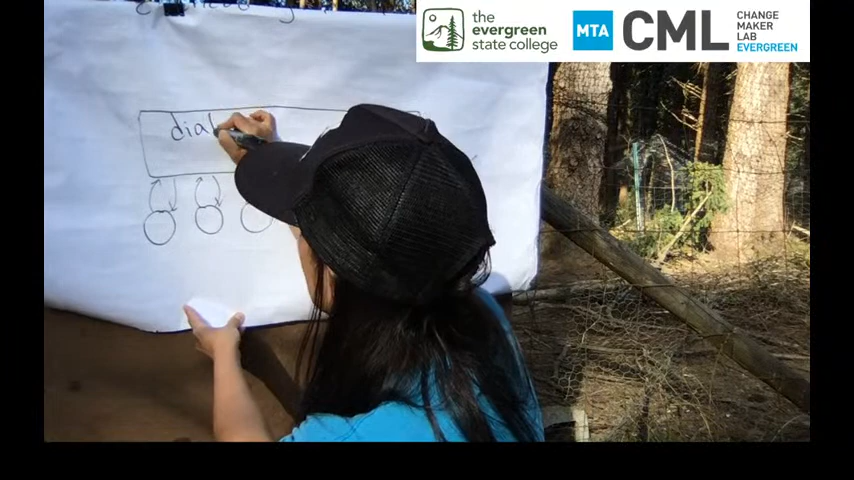 the
evergreen
state college
MTA
CML
CHANGE
MAKER
LAB
EVERGREEN
dial